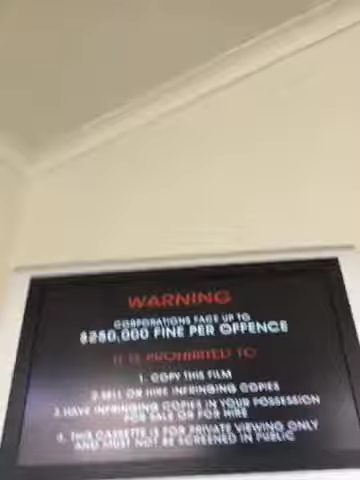 WARNING
CORPORATIONS FACE UP TO
$250,000 FINE PER OFFENCE
IT IS PROHIBITED TO
1. COPY THIS FILM
2. SELL OR HIRE INFRINGING COPIES
3. HAVE INFRINGING COPIES IN YOUR POSSESSION
FOR SALE OR FOR HIRE
4. THIS CASSETTE IS FOR PRIVATE VIEWING ONLY
AND MUST NOT BE SCREENED IN PUBLIC